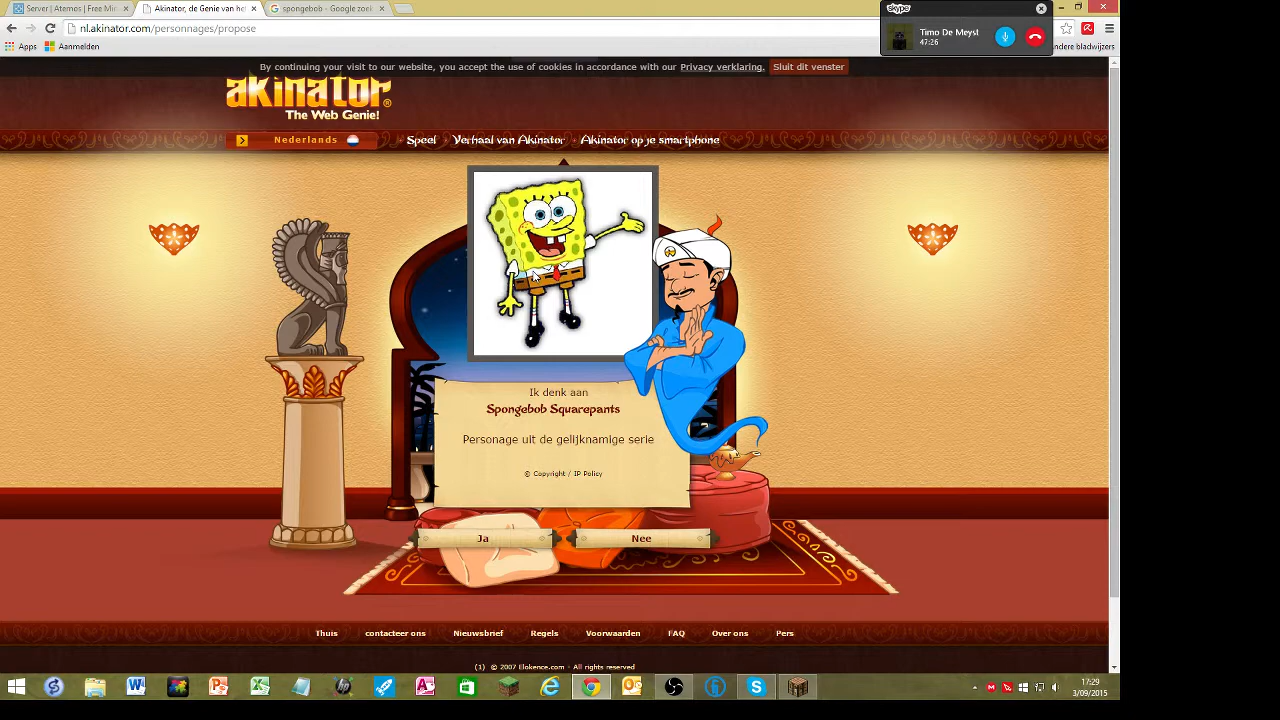 Server | Aternos | Free Min
Akinator, de Genie van het
spongebob - Google zoeki
nl.akinator.com/personnages/propose
Apps
Aanmelden
ndere bladwijzers
skype
Timo De Meyst
47:26
By continuing your visit to our website, you accept the use of cookies in accordance with our Privacy verklaring.
Sluit dit venster
akinator®
The Web Genie!
Nederlands
Speel
Verhaal van Akinator
Akinator op je smartphone
Ik denk aan
Spongebob Squarepants
Personage uit de gelijknamige serie
© Copyright / IP Policy
Ja
Nee
Thuis
contacteer ons
Nieuwsbrief
Regels
Voorwaarden
FAQ
Over ons
Pers
(1) © 2007 Elokence.com - All rights reserved
17:29
3/09/2015